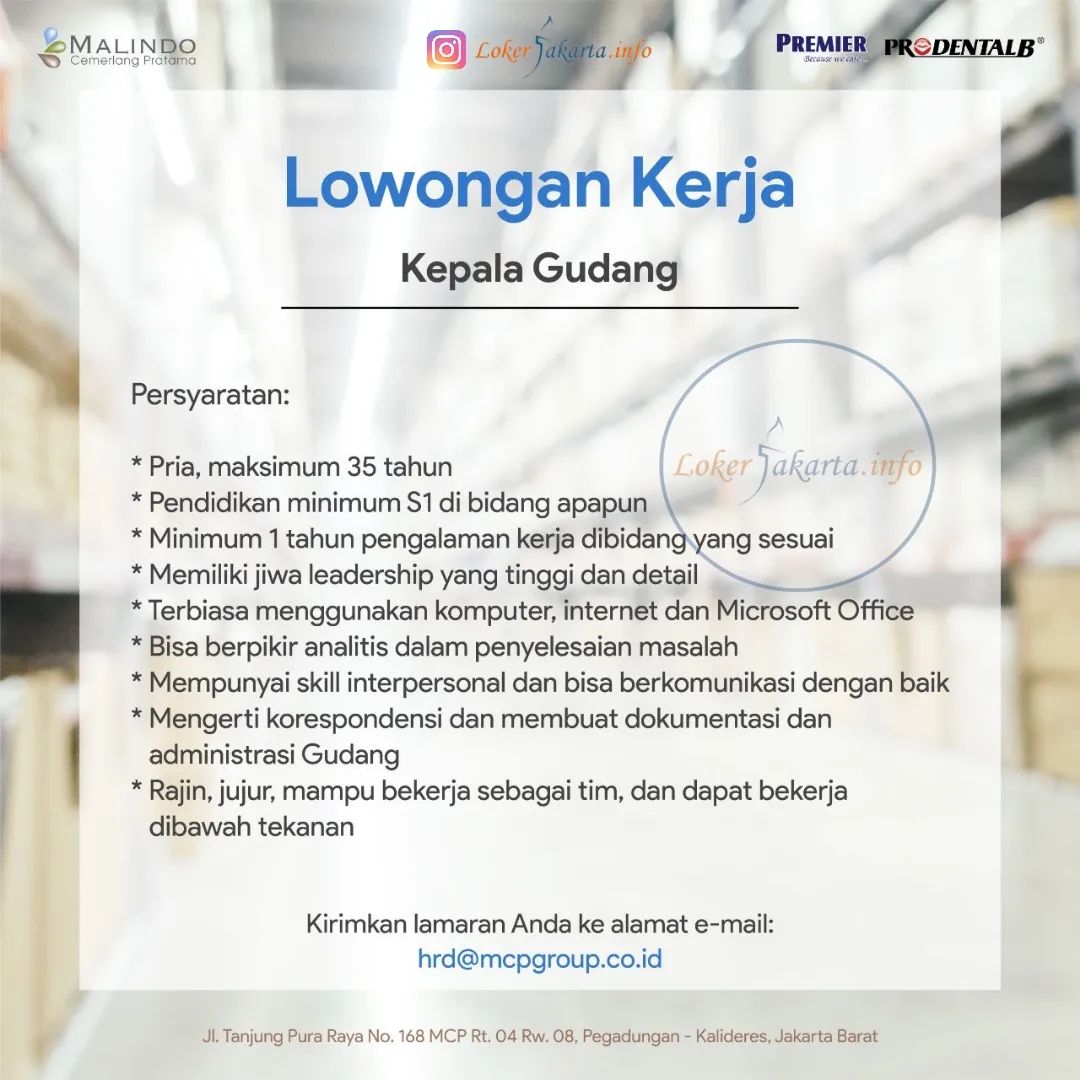 MALINDO
Cemerlang Pratama
Loker Jakarta.info
PREMIER
Because we care...
PRODENTALB®
Lowongan Kerja
Kepala Gudang
Persyaratan:
* Pria, maksimum 35 tahun
Loker Jakarta.info
* Pendidikan minimum S1 di bidang apapun
* Minimum 1 tahun pengalaman kerja dibidang yang sesuai
* Memiliki jiwa leadership yang tinggi dan detail
* Terbiasa menggunakan komputer, internet dan Microsoft Office
* Bisa berpikir analitis dalam penyelesaian masalah
* Mempunyai skill interpersonal dan bisa berkomunikasi dengan baik
* Mengerti korespondensi dan membuat dokumentasi dan
administrasi Gudang
* Rajin, jujur, mampu bekerja sebagai tim, dan dapat bekerja
dibawah tekanan
Kirimkan lamaran Anda ke alamat e-mail:
hrd@mcpgroup.co.id
Jl. Tanjung Pura Raya No. 168 MCP Rt. 04 Rw. 08, Pegadungan - Kalideres, Jakarta Barat